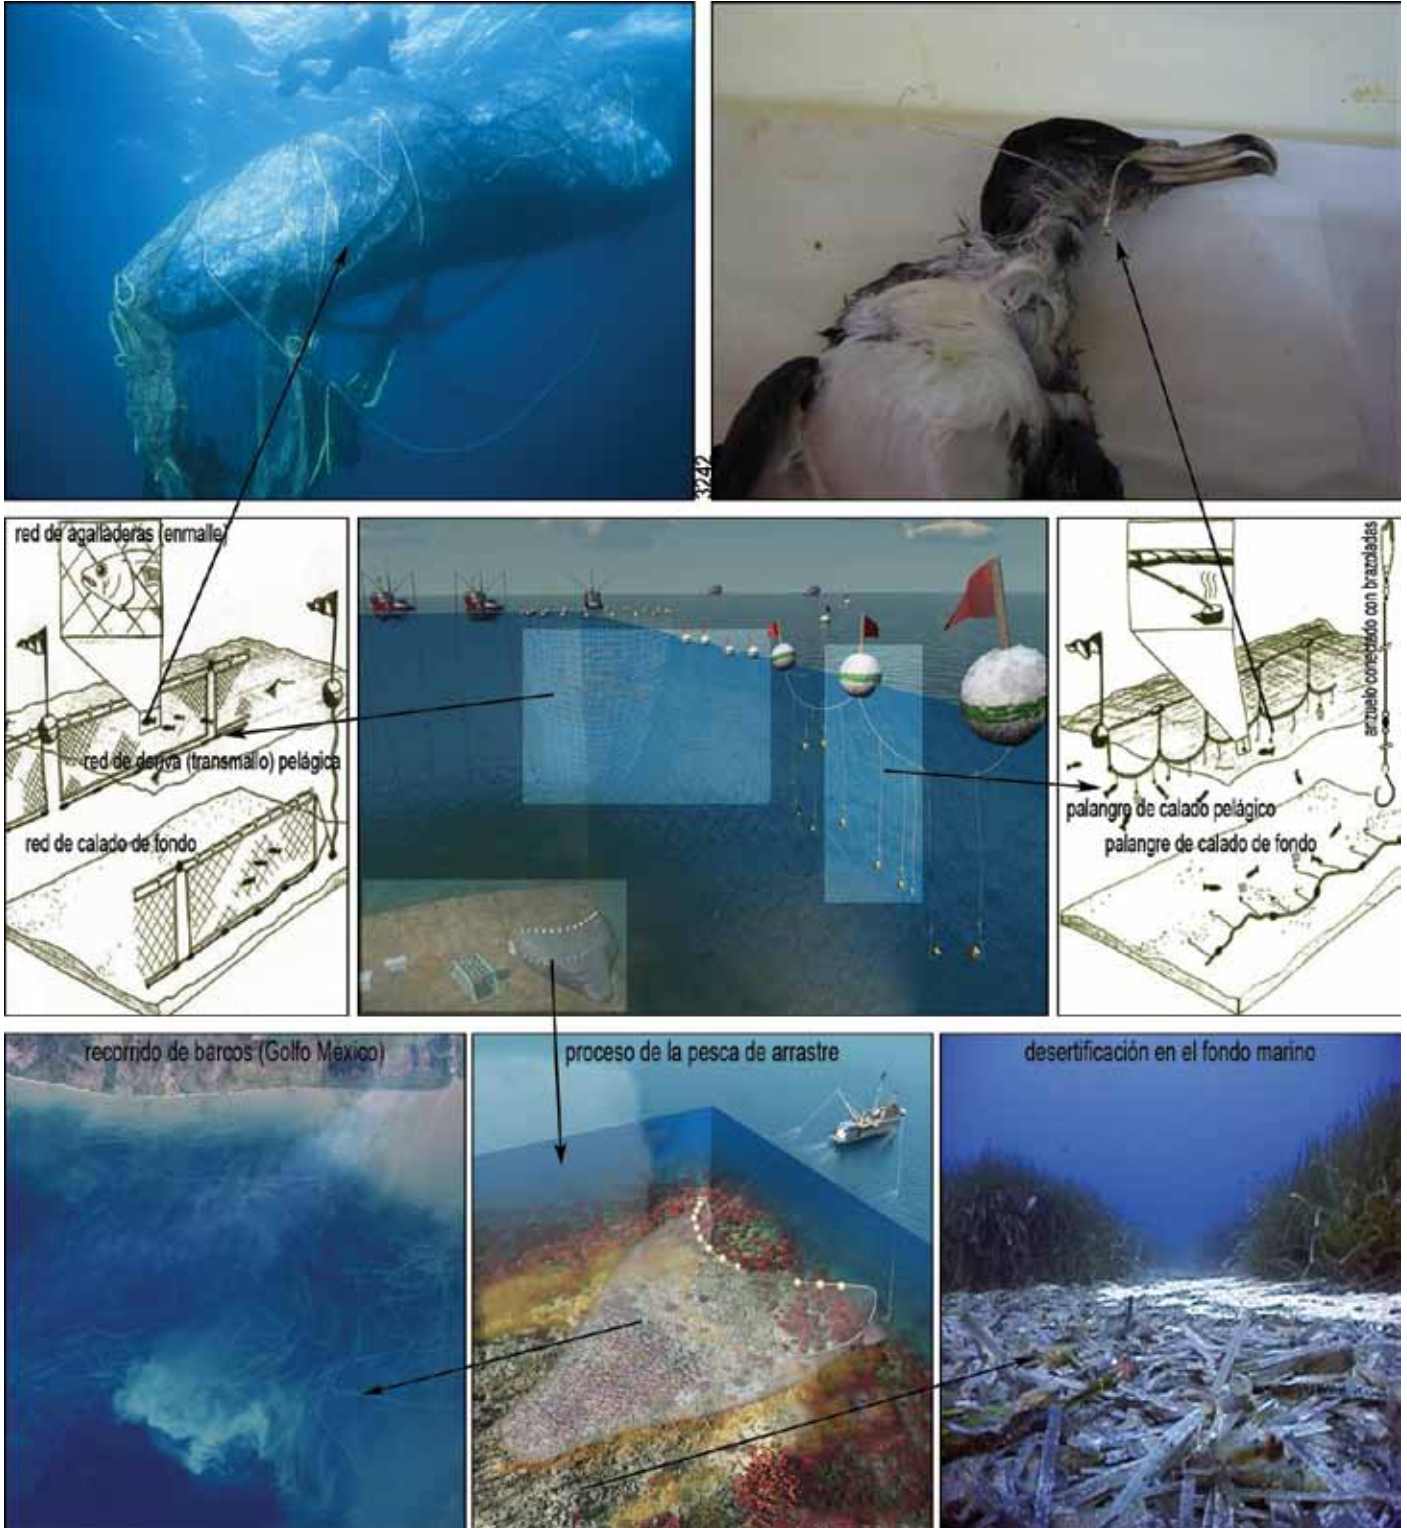 3242
red de agalladeras (enmalle)
red de deriva (transmallo) pelágica
red de calado de fondo
anzuelo conectado con brazoladas
palangre de calado pelágico
palangre de calado de fondo
recorrido de barcos (Golfo México)
proceso de la pesca de arrastre
desertificación en el fondo marino